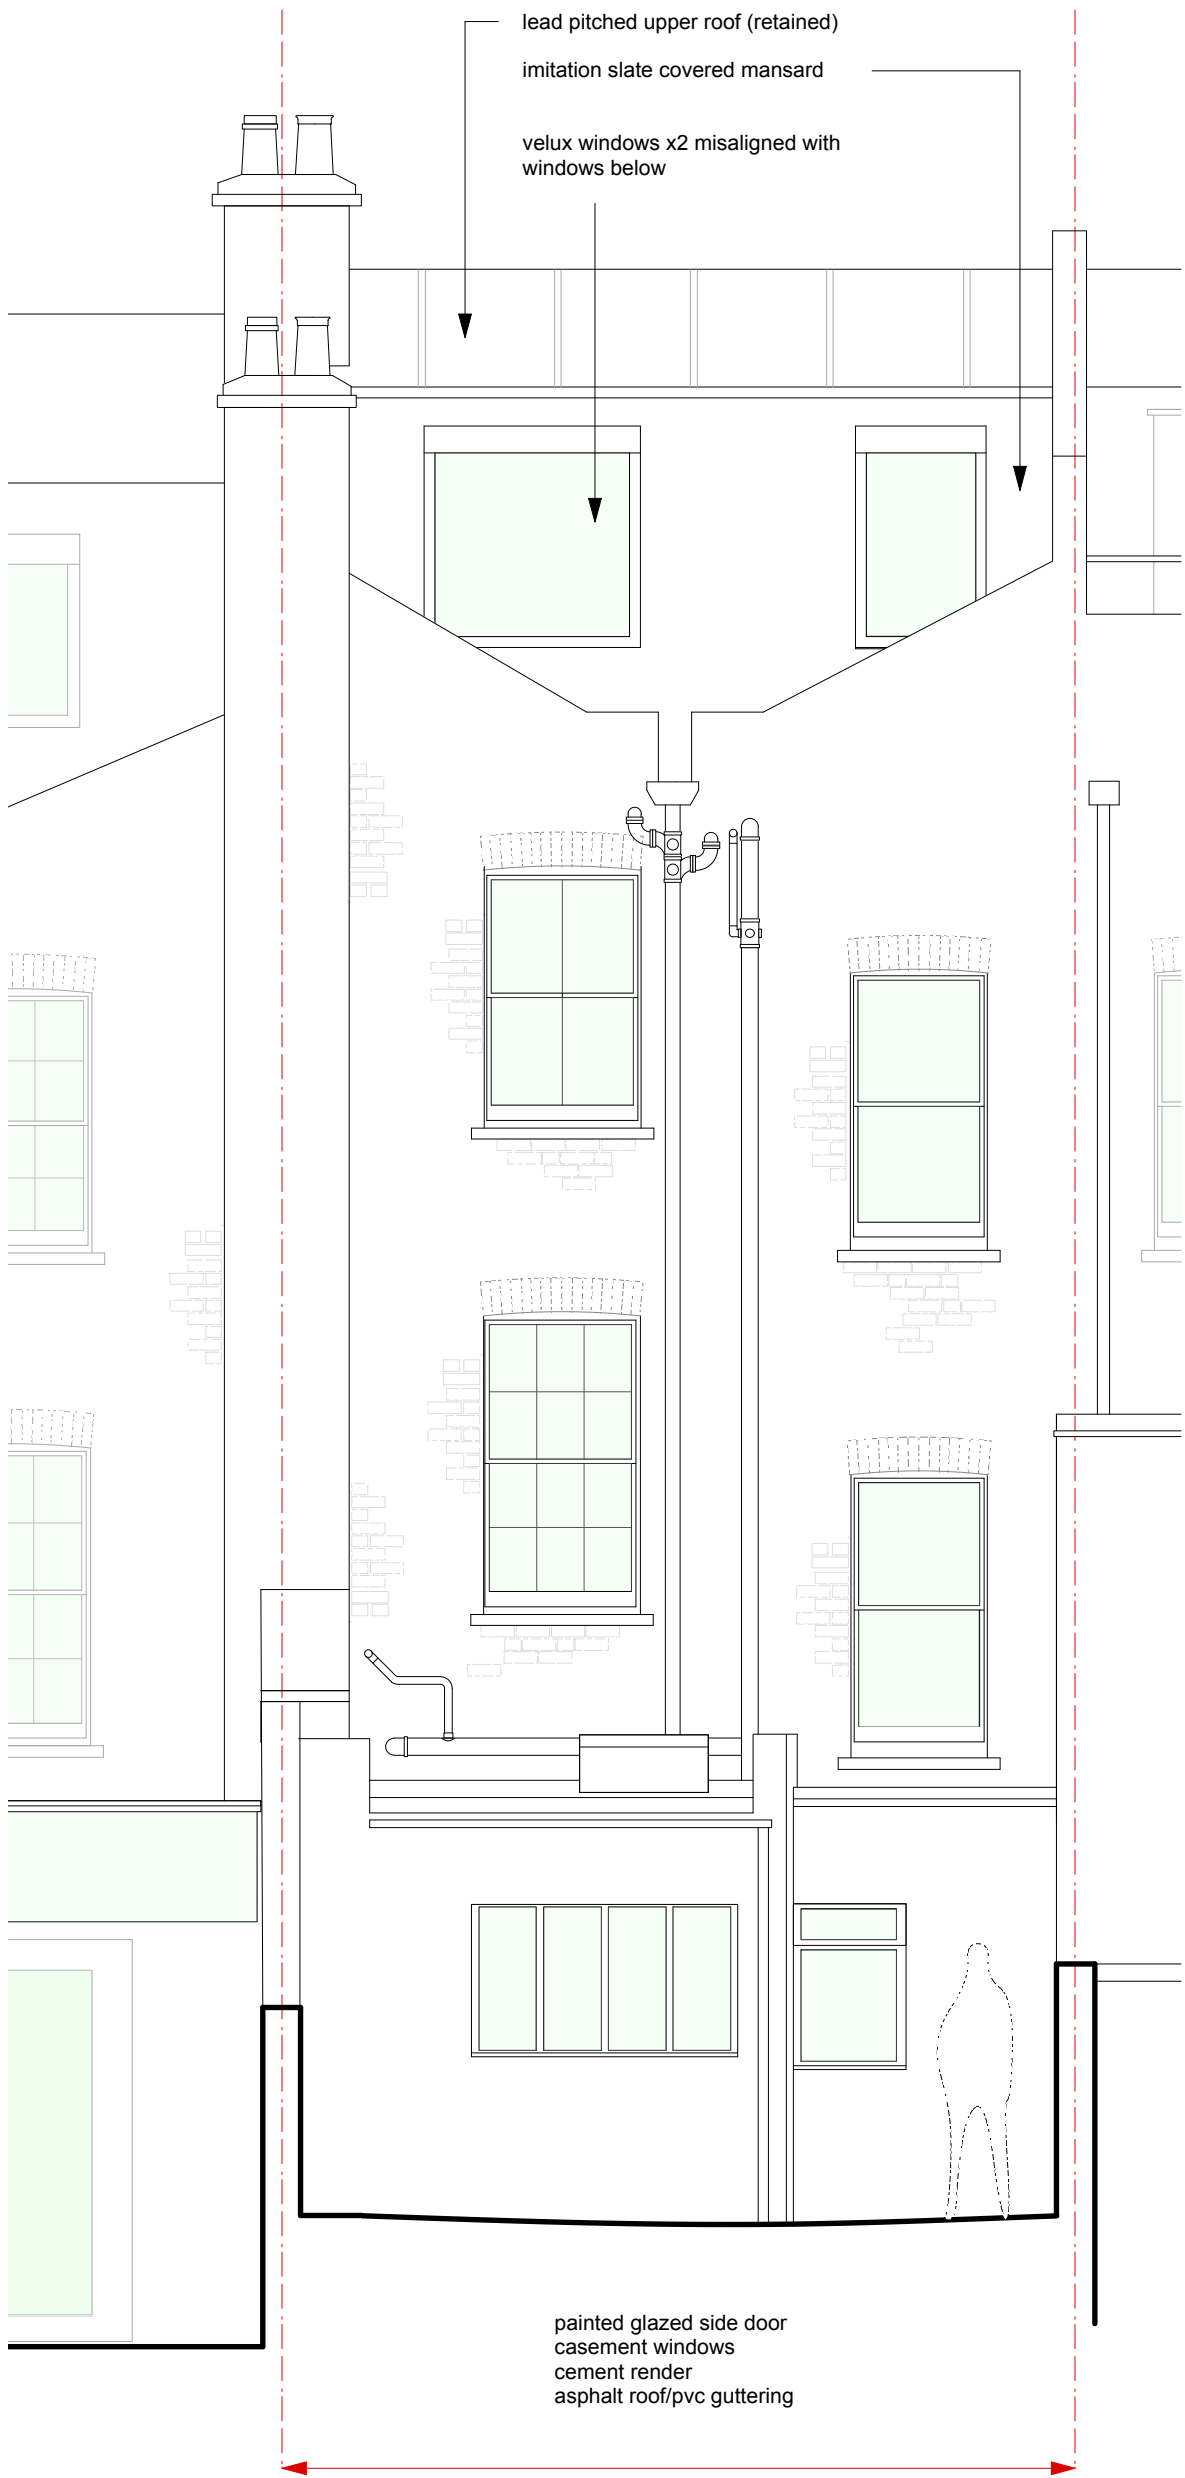 lead pitched upper roof (retained)
imitation slate covered mansard
velux windows x2 misaligned with
windows below
painted glazed side door
casement windows
cement render
asphalt roof/pvc guttering